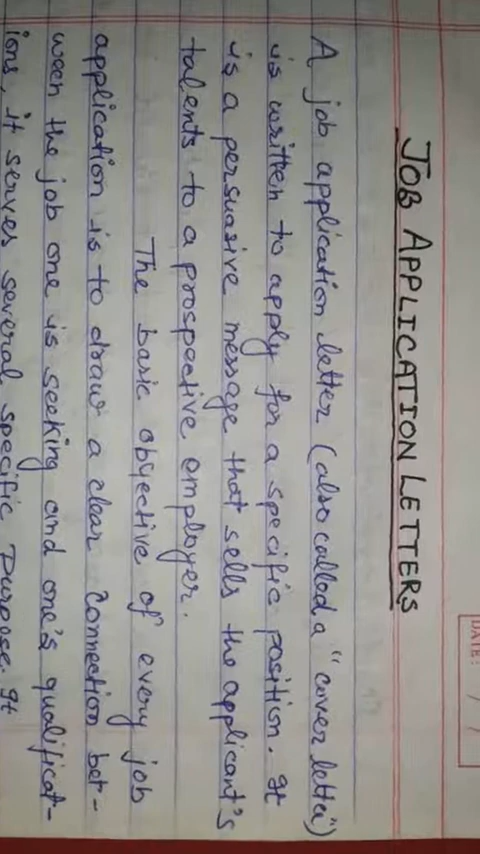 DATE: / /
JOB APPLICATION LETTERS
A job application letter (also called a "cover letter")
is written to apply for a specific position. It
is a persuasive message that sells the applicant's
talents to a prospective employer.
The basic objective of every job
application is to draw a clear connection bet-
ween the job one is seeking and one's qualificat-
ions, it serves several specific purpose. It